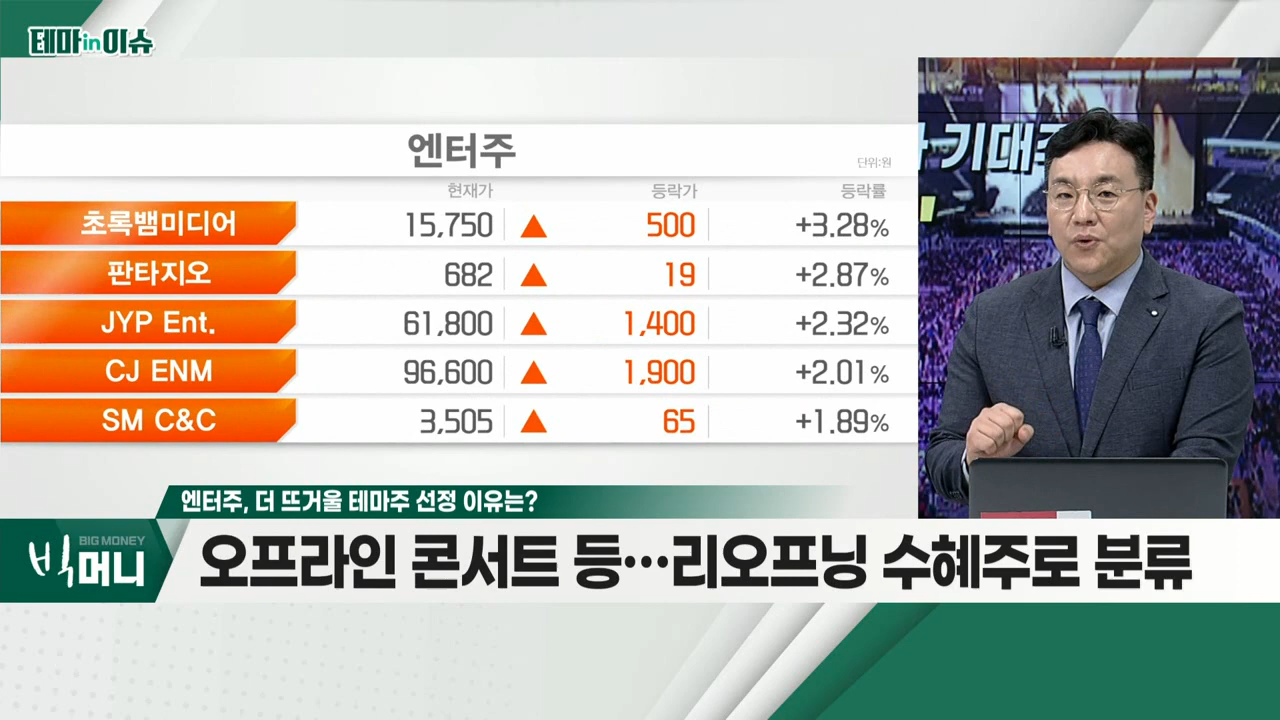 테마in이슈
엔터주
단위:원
현재가 등락가 등락률
초록뱀미디어 15,750 ▲ 500 +3.28%
판타지오 682 ▲ 19 +2.87%
JYP Ent. 61,800 ▲ 1,400 +2.32%
CJ ENM 96,600 ▲ 1,900 +2.01%
SM C&C 3,505 ▲ 65 +1.89%
기대주
엔터주, 더 뜨거울 테마주 선정 이유는?
BIG MONEY
빅머니
오프라인 콘서트 등…리오프닝 수혜주로 분류